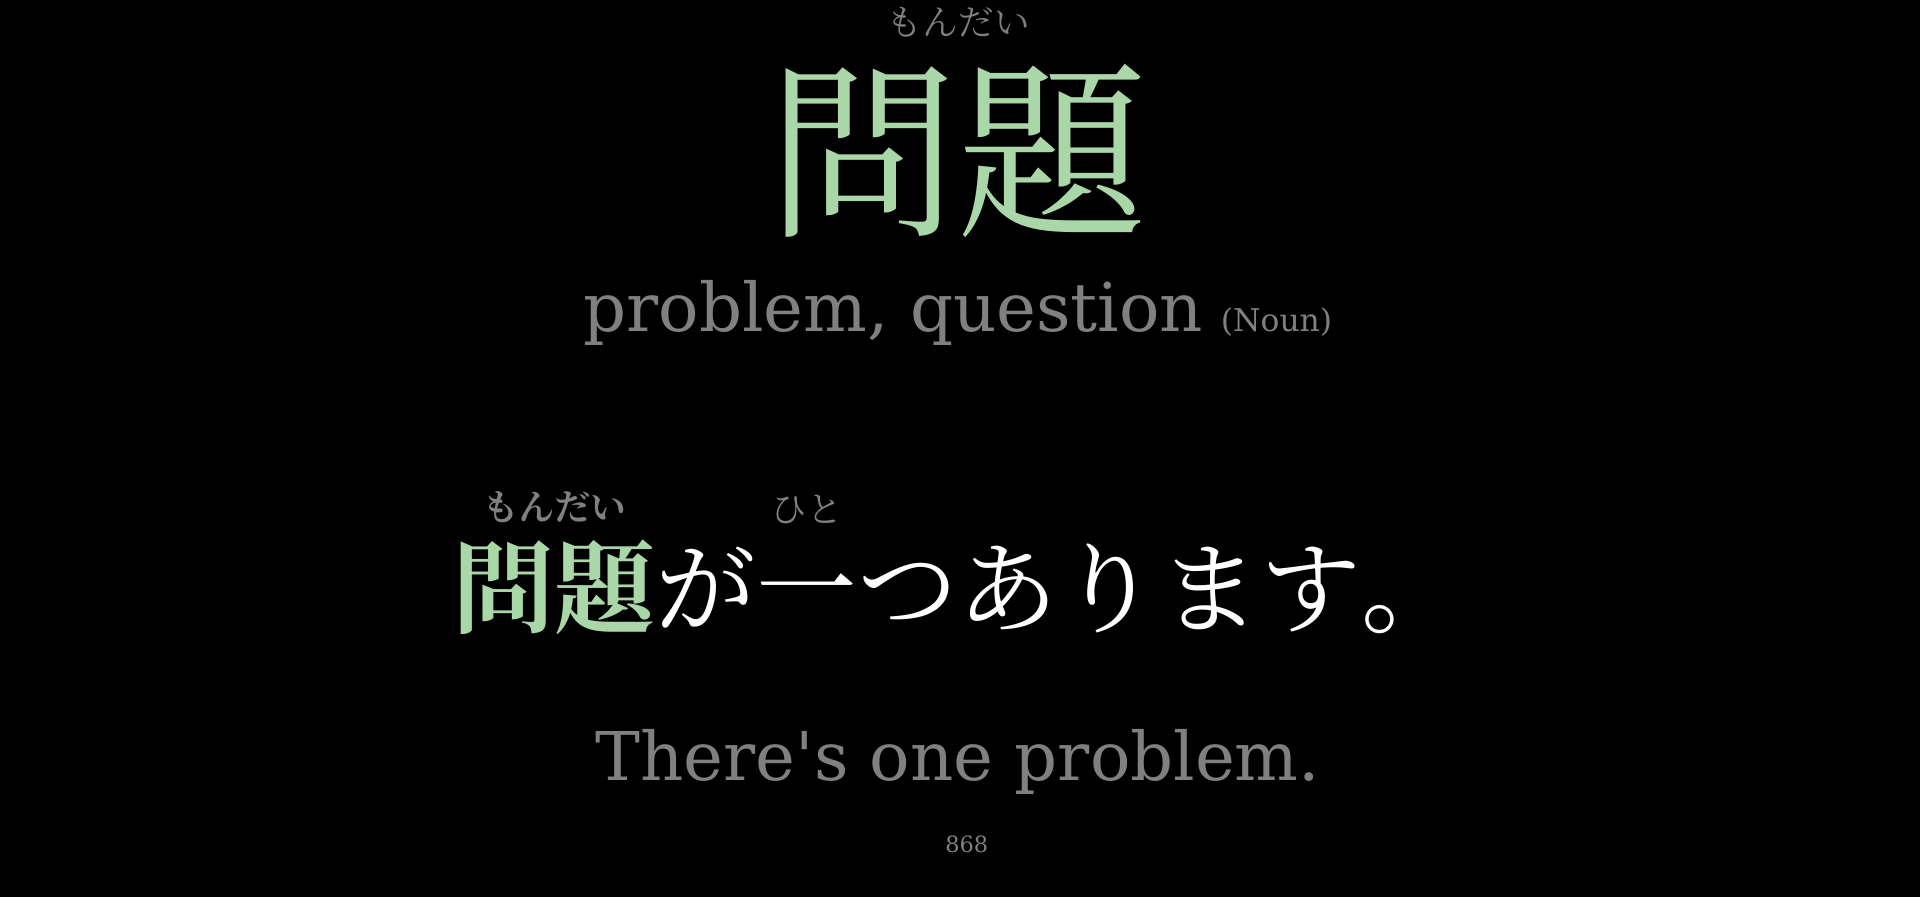 もんだい
問題
problem, question (Noun)
もんだい ひと
問題が一つあります。
There's one problem.
868